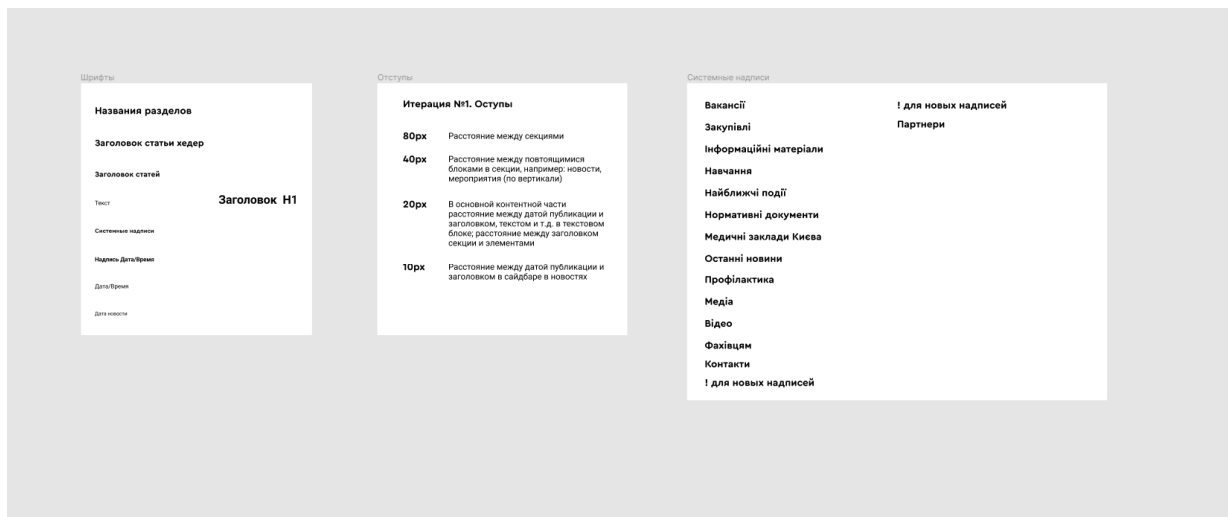 Шрифты
Названия разделов
Заголовок статьи хедер
Заголовок статей
Текст
Заголовок H1
Системные надписи
Надпись Дата/Время
Дата/Время
Дата новости
Отступы
Итерация №1. Оступы
80px Расстояние между секциями
40px Расстояние между повтоящимися
блоками в секции, например: новости,
мероприятия (по вертикали)
20px В основной контентной части
расстояние между датой публикации и
заголовком, текстом и т.д. в текстовом
блоке; расстояние между заголовком
секции и элементами
10px Расстояние между датой публикации и
заголовком в сайдбаре в новостях
Системные надписи
Вакансії
Закупівлі
Інформаційні матеріали
Навчання
Найближчі події
Нормативні документи
Медичні заклади Києва
Останні новини
Профілактика
Медіа
Відео
Фахівцям
Контакти
! для новых надписей
! для новых надписей
Партнери